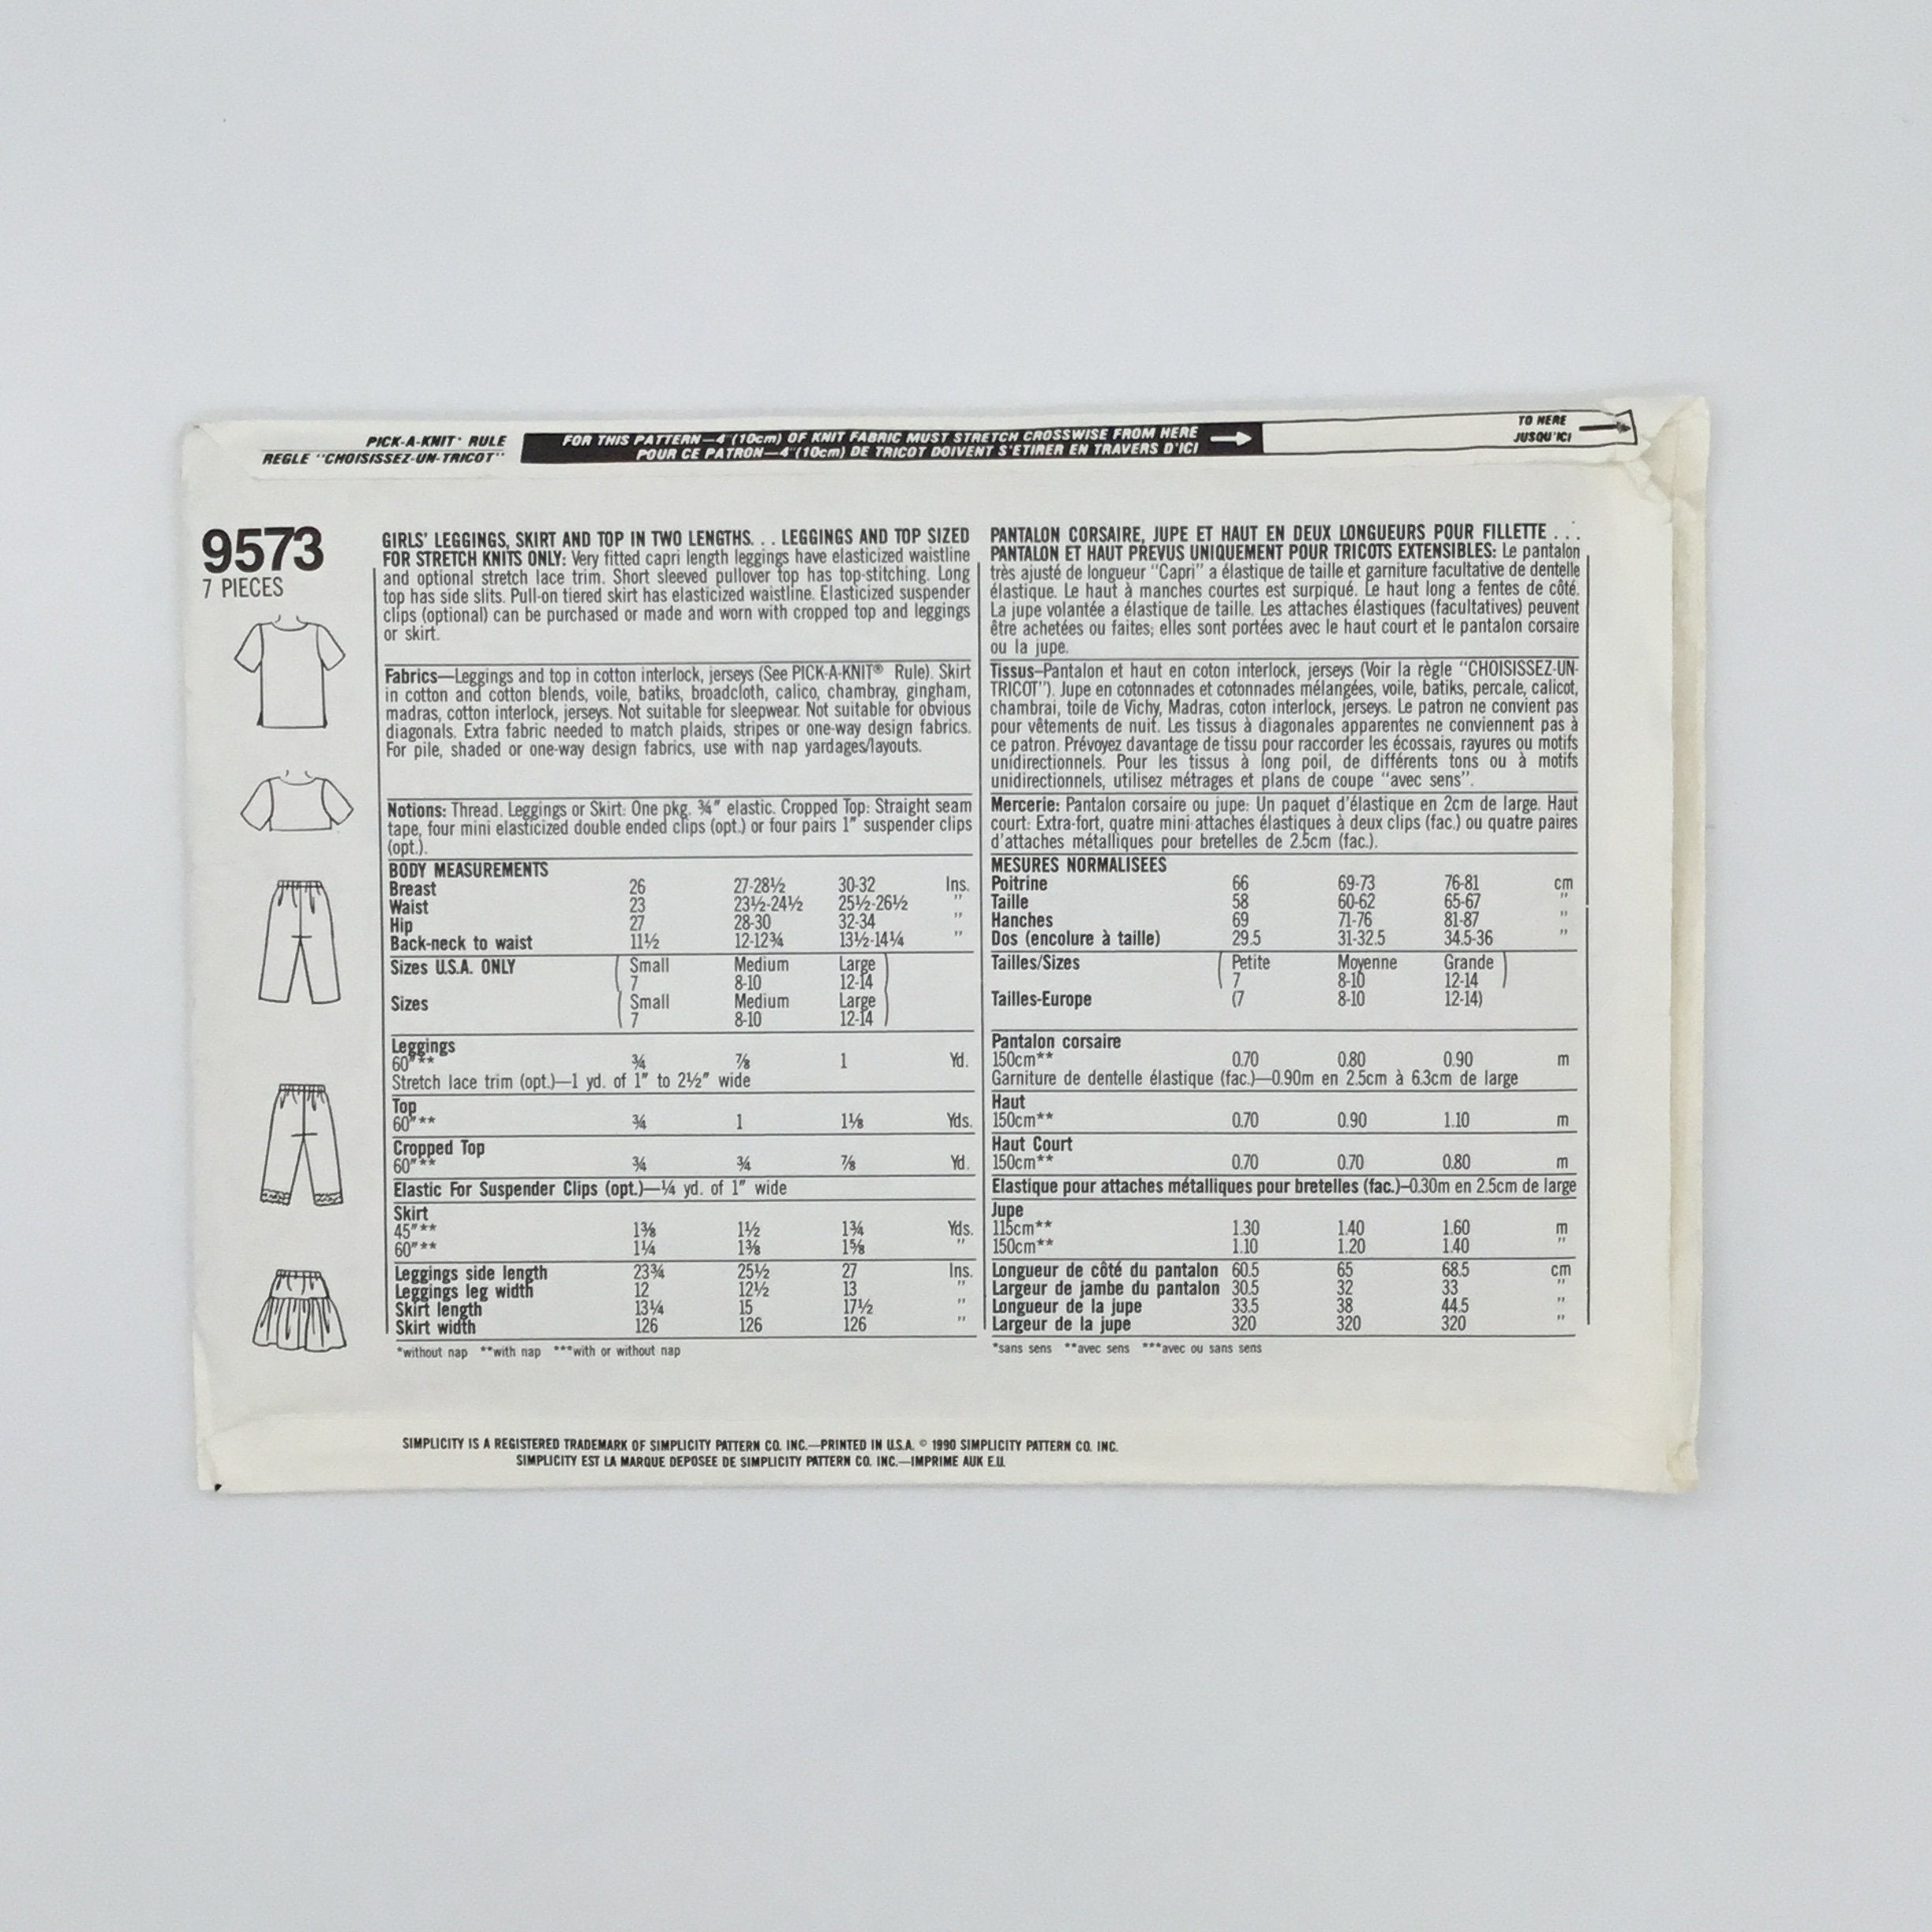 PICK-A-KNIT® RULE
REGLE "CHOISISSEZ-UN-TRICOT"
FOR THIS PATTERN—4"(10cm) OF KNIT FABRIC MUST STRETCH CROSSWISE FROM HERE
POUR CE PATRON—4"(10cm) DE TRICOT DOIVENT S'ETIRER EN TRAVERS D'ICI
TO HERE
JUSQU'ICI
9573
7 PIECES
GIRLS' LEGGINGS, SKIRT AND TOP IN TWO LENGTHS. . . LEGGINGS AND TOP SIZED
FOR STRETCH KNITS ONLY: Very fitted capri length leggings have elasticized waistline
and optional stretch lace trim. Short sleeved pullover top has top-stitching. Long
top has side slits. Pull-on tiered skirt has elasticized waistline. Elasticized suspender
clips (optional) can be purchased or made and worn with cropped top and leggings
or skirt.
Fabrics—Leggings and top in cotton interlock, jerseys (See PICK-A-KNIT® Rule). Skirt
in cotton and cotton blends, voile, batiks, broadcloth, calico, chambray, gingham,
madras, cotton interlock, jerseys. Not suitable for sleepwear. Not suitable for obvious
diagonals. Extra fabric needed to match plaids, stripes or one-way design fabrics.
For pile, shaded or one-way design fabrics, use with nap yardages/layouts.
Notions: Thread. Leggings or Skirt: One pkg. ¾" elastic. Cropped Top: Straight seam
tape, four mini elasticized double ended clips (opt.) or four pairs 1" suspender clips
(opt.).
BODY MEASUREMENTS
Breast 26 27-28½ 30-32 Ins.
Waist 23 23½-24½ 25½-26½ "
Hip 27 28-30 32-34 "
Back-neck to waist 11½ 12-12¾ 13½-14¼ "
Sizes U.S.A. ONLY Small Medium Large
7 8-10 12-14
Sizes Small Medium Large
7 8-10 12-14
Leggings
60"** ¾ ⅞ 1 Yd.
Stretch lace trim (opt.)—1 yd. of 1" to 2½" wide
Top
60"** ¾ 1 1⅛ Yds.
Cropped Top
60"** ¾ ¾ ⅞ Yd.
Elastic For Suspender Clips (opt.)—¼ yd. of 1" wide
Skirt
45"** 1⅜ 1½ 1¾ Yds.
60"** 1¼ 1⅜ 1⅝ "
Leggings side length 23¾ 25½ 27 Ins.
Leggings leg width 12 12½ 13 "
Skirt length 13¼ 15 17½ "
Skirt width 126 126 126 "
*without nap **with nap ***with or without nap
PANTALON CORSAIRE, JUPE ET HAUT EN DEUX LONGUEURS POUR FILLETTE . . .
PANTALON ET HAUT PREVUS UNIQUEMENT POUR TRICOTS EXTENSIBLES: Le pantalon
très ajusté de longueur "Capri" a élastique de taille et garniture facultative de dentelle
élastique. Le haut à manches courtes est surpiqué. Le haut long a fentes de côté.
La jupe volantée a élastique de taille. Les attaches élastiques (facultatives) peuvent
être achetées ou faites; elles sont portées avec le haut court et le pantalon corsaire
ou la jupe.
Tissus—Pantalon et haut en coton interlock, jerseys (Voir la règle "CHOISISSEZ-UN-
TRICOT"). Jupe en cotonnades et cotonnades mélangées, voile, batiks, percale, calicot,
chambrai, toile de Vichy, Madras, coton interlock, jerseys. Le patron ne convient pas
pour vêtements de nuit. Les tissus à diagonales apparentes ne conviennent pas à
ce patron. Prévoyez davantage de tissu pour raccorder les écossais, rayures ou motifs
unidirectionnels. Pour les tissus à long poil, de différents tons ou à motifs
unidirectionnels, utilisez métrages et plans de coupe "avec sens".
Mercerie: Pantalon corsaire ou jupe: Un paquet d'élastique en 2cm de large. Haut
court: Extra-fort, quatre mini-attaches élastiques à deux clips (fac.) ou quatre paires
d'attaches métalliques pour bretelles de 2.5cm (fac.).
MESURES NORMALISEES
Poitrine 66 69-73 76-81 cm
Taille 58 60-62 65-67 "
Hanches 69 71-76 81-87 "
Dos (encolure à taille) 29.5 31-32.5 34.5-36 "
Tailles/Sizes Petite Moyenne Grande
7 8-10 12-14
Tailles-Europe (7 8-10 12-14)
Pantalon corsaire
150cm** 0.70 0.80 0.90 m
Garniture de dentelle élastique (fac.)—0.90m en 2.5cm à 6.3cm de large
Haut
150cm** 0.70 0.90 1.10 m
Haut Court
150cm** 0.70 0.70 0.80 m
Elastique pour attaches métalliques pour bretelles (fac.)—0.30m en 2.5cm de large
Jupe
115cm** 1.30 1.40 1.60 m
150cm** 1.10 1.20 1.40 "
Longueur de côté du pantalon 60.5 65 68.5 cm
Largeur de jambe du pantalon 30.5 32 33 "
Longueur de la jupe 33.5 38 44.5 "
Largeur de la jupe 320 320 320 "
*sans sens **avec sens ***avec ou sans sens
SIMPLICITY IS A REGISTERED TRADEMARK OF SIMPLICITY PATTERN CO. INC.—PRINTED IN U.S.A. © 1990 SIMPLICITY PATTERN CO. INC.
SIMPLICITY EST LA MARQUE DEPOSEE DE SIMPLICITY PATTERN CO. INC.—IMPRIME AUX E.U.